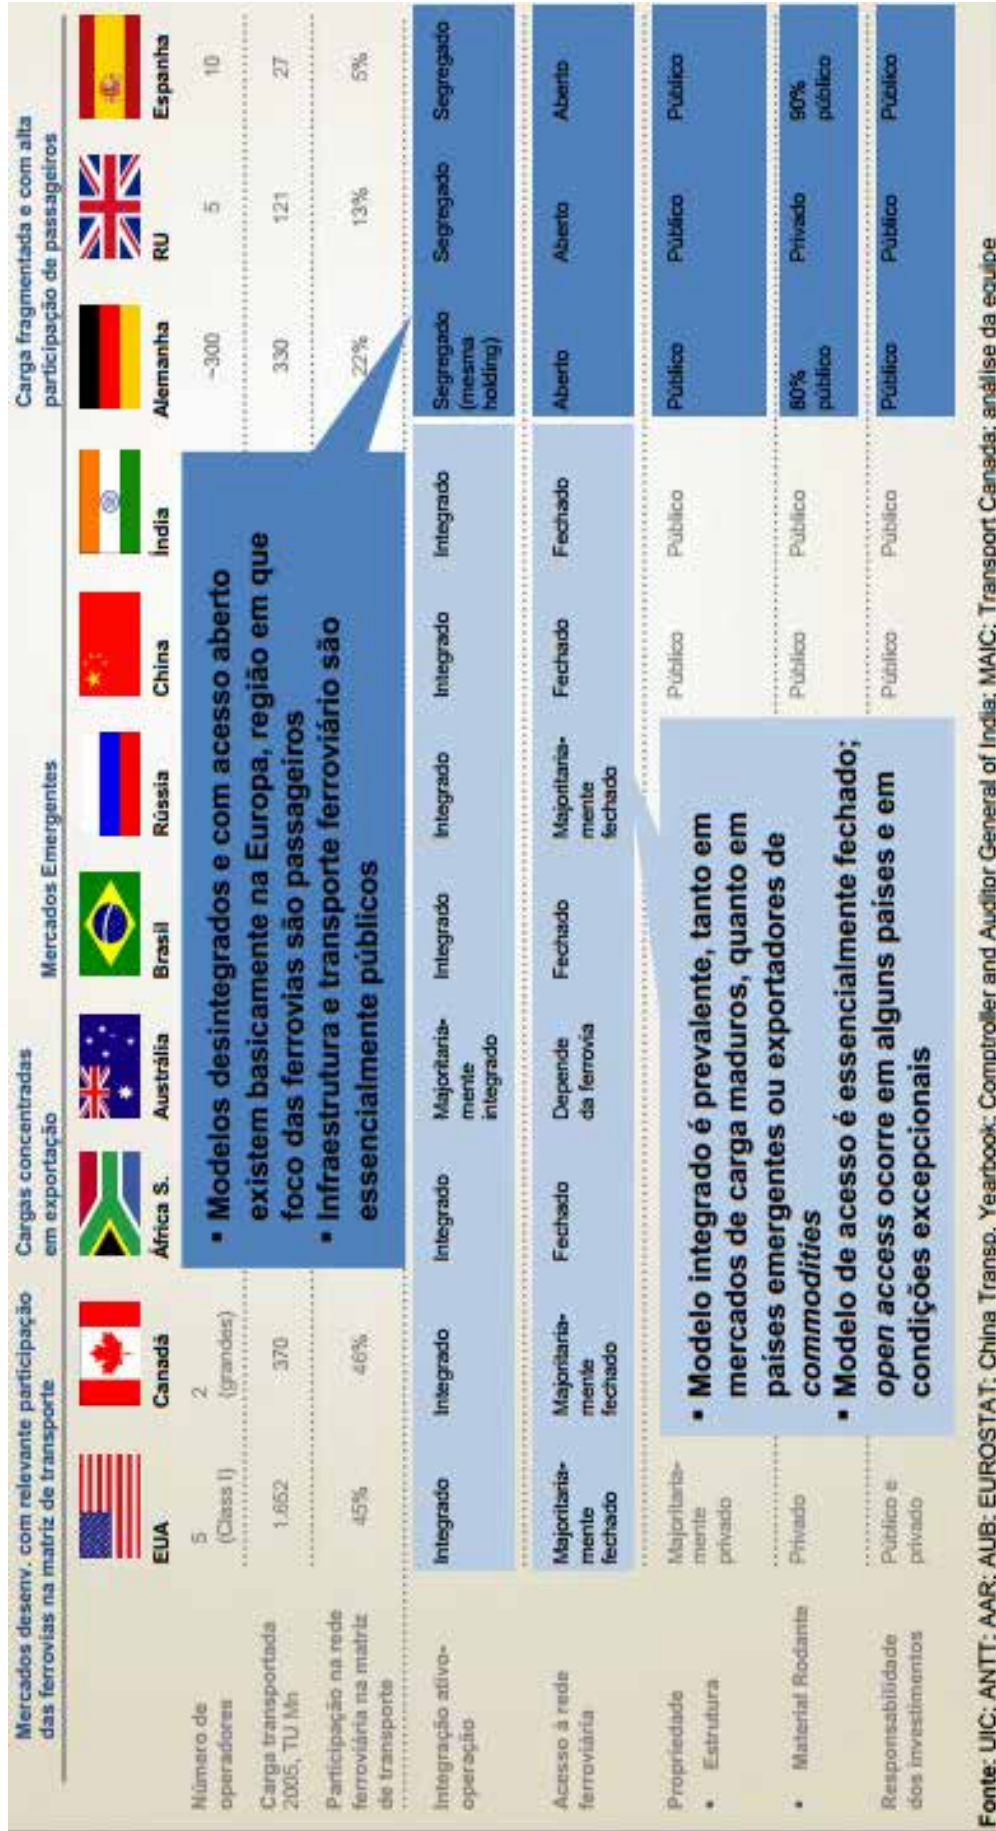 Mercados desenv. com relevante participação
das ferrovias na matriz de transporte
Cargas concentradas
em exportação
Mercados Emergentes
Carga fragmentada e com alta
participação de passageiros
EUA
Canadá
África S.
Austrália
Brasil
Rússia
China
Índia
Alemanha
RU
Espanha
Número de
operadores
5
(Class I)
2
(grandes)
~300
5
10
Carga transportada
2005, TU Mn
1.652
370
330
121
27
Participação na rede
ferroviária na matriz
de transporte
45%
46%
22%
13%
5%
▪ Modelos desintegrados e com acesso aberto
existem basicamente na Europa, região em que
foco das ferrovias são passageiros
▪ Infraestrutura e transporte ferroviário são
essencialmente públicos
Integração ativo-
operação
Integrado
Integrado
Integrado
Majoritaria-
mente
integrado
Integrado
Integrado
Integrado
Integrado
Segregado
(mesma
holding)
Segregado
Segregado
Acesso à rede
ferroviária
Majoritaria-
mente
fechado
Majoritaria-
mente
fechado
Fechado
Depende
da ferrovia
Fechado
Majoritaria-
mente
fechado
Fechado
Fechado
Aberto
Aberto
Aberto
Propriedade
• Estrutura
Majoritaria-
mente
privado
Público
Público
Público
Público
Público
• Material Rodante
Privado
Público
Público
público
Privado
90%
público
Responsabilidade
dos investimentos
Público e
privado
Público
Público
Público
Público
Público
▪ Modelo integrado é prevalente, tanto em
mercados de carga maduros, quanto em
países emergentes ou exportadores de
commodities
▪ Modelo de acesso é essencialmente fechado;
open access ocorre em alguns países e em
condições excepcionais
Fonte: UIC; ANTT; AAR; AUB; EUROSTAT; China Transp. Yearbook; Comptroller and Auditor General of India; MAIC; Transport Canada; análise da equipe